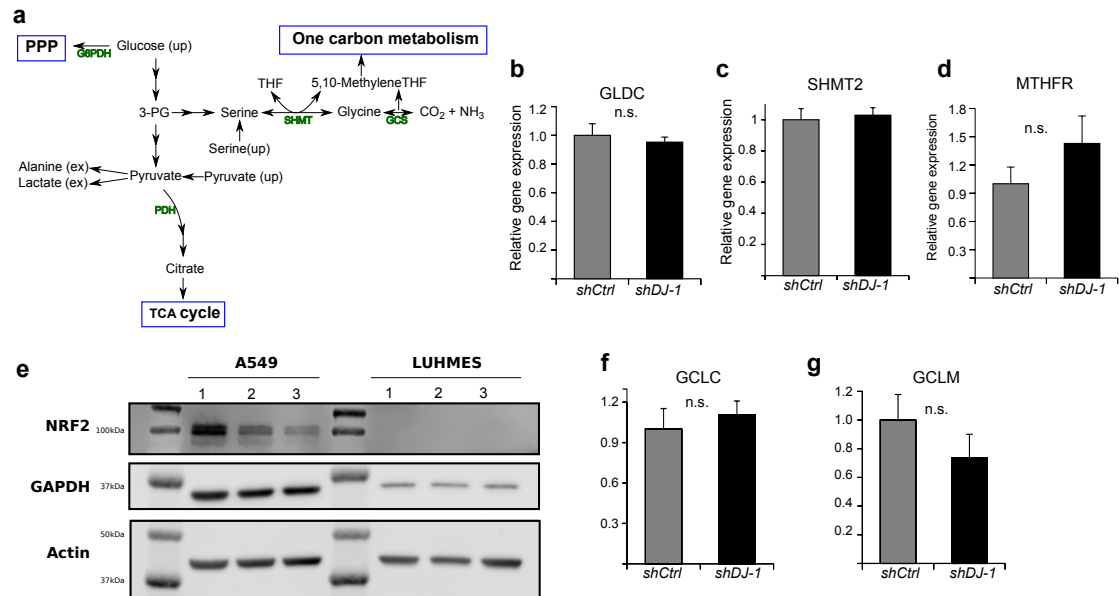 a
PPP
G6PDH
Glucose (up)
One carbon metabolism
THF
5,10-MethyleneTHF
3-PG
Serine
SHMT
Glycine
GCS
CO2 + NH3
Serine(up)
Alanine (ex)
Lactate (ex)
Pyruvate
Pyruvate (up)
PDH
Citrate
TCA cycle
b
GLDC
n.s.
Relative gene expression
1.2
1.0
0.8
0.6
0.4
0.2
shCtrl
shDJ-1
c
SHMT2
Relative gene expression
1
0.8
0.6
0.4
0.2
shCtrl
shDJ-1
d
MTHFR
n.s.
Relative gene expression
1.8
1.5
1.2
0.9
0.6
0.3
shCtrl
shDJ-1
e
A549
LUHMES
1 2 3
1 2 3
NRF2
100kDa
GAPDH
37kDa
Actin
50kDa
37kDa
f
GCLC
n.s.
Relative gene expression
1.2
0.9
0.6
0.3
shCtrl
shDJ-1
g
GCLM
n.s.
Relative gene expression
1.2
1.0
0.8
0.6
0.4
0.2
shCtrl
shDJ-1